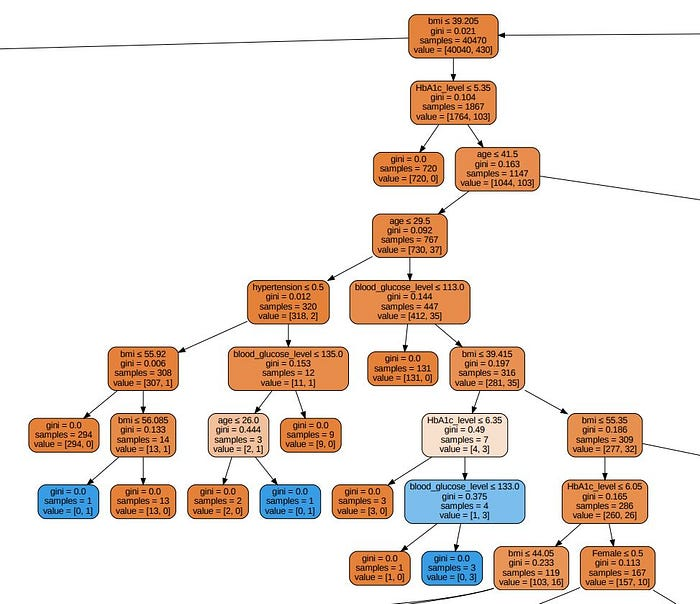 bmi ≤ 39.205
gini = 0.021
samples = 40470
value = [40040, 430]
HbA1c_level ≤ 5.35
gini = 0.104
samples = 1867
value = [1764, 103]
gini = 0.0
samples = 720
value = [720, 0]
age ≤ 41.5
gini = 0.163
samples = 1147
value = [1044, 103]
age ≤ 29.5
gini = 0.092
samples = 767
value = [730, 37]
hypertension ≤ 0.5
gini = 0.012
samples = 320
value = [318, 2]
blood_glucose_level ≤ 113.0
gini = 0.144
samples = 447
value = [412, 35]
bmi ≤ 55.92
gini = 0.006
samples = 308
value = [307, 1]
blood_glucose_level ≤ 135.0
gini = 0.153
samples = 12
value = [11, 1]
gini = 0.0
samples = 131
value = [131, 0]
bmi ≤ 39.415
gini = 0.197
samples = 316
value = [281, 35]
gini = 0.0
samples = 294
value = [294, 0]
bmi ≤ 56.085
gini = 0.133
samples = 14
value = [13, 1]
age ≤ 26.0
gini = 0.444
samples = 3
value = [2, 1]
gini = 0.0
samples = 9
value = [9, 0]
HbA1c_level ≤ 6.35
gini = 0.49
samples = 7
value = [4, 3]
bmi ≤ 55.35
gini = 0.186
samples = 309
value = [277, 32]
gini = 0.0
samples = 1
value = [0, 1]
gini = 0.0
samples = 13
value = [13, 0]
gini = 0.0
samples = 2
value = [2, 0]
gini = 0.0
samples = 1
value = [0, 1]
gini = 0.0
samples = 3
value = [3, 0]
blood_glucose_level ≤ 133.0
gini = 0.375
samples = 4
value = [1, 3]
HbA1c_level ≤ 6.05
gini = 0.165
samples = 286
value = [260, 26]
gini = 0.0
samples = 1
value = [1, 0]
gini = 0.0
samples = 3
value = [0, 3]
bmi ≤ 44.05
gini = 0.233
samples = 119
value = [103, 16]
Female ≤ 0.5
gini = 0.113
samples = 167
value = [157, 10]